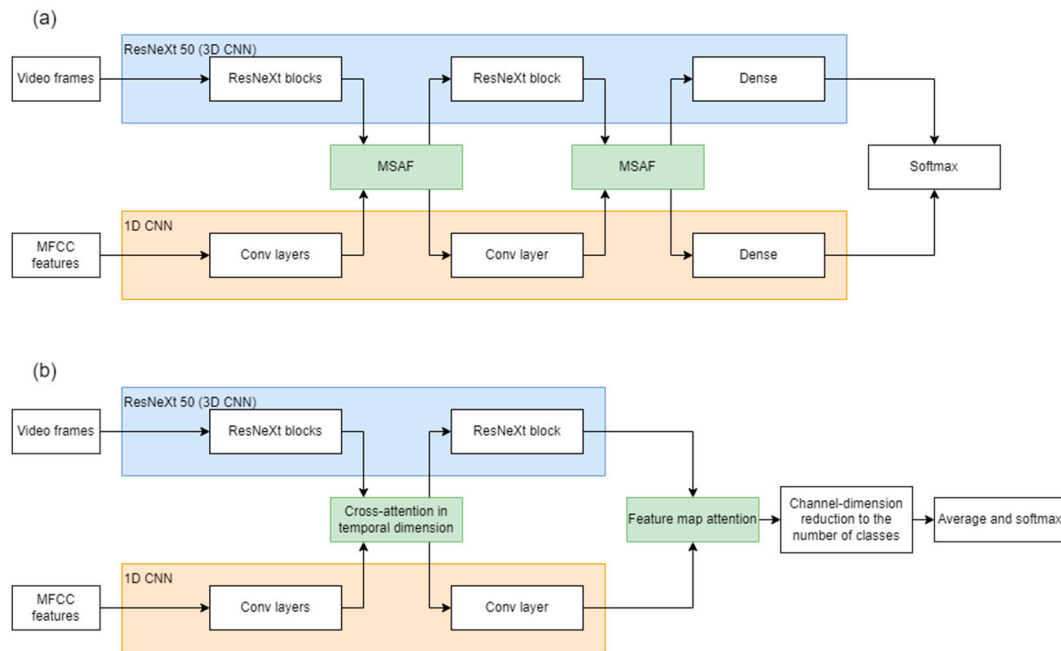 (a)
ResNeXt 50 (3D CNN)
Video frames
ResNeXt blocks
ResNeXt block
Dense
MSAF
MSAF
Softmax
1D CNN
MFCC
features
Conv layers
Conv layer
Dense
(b)
ResNeXt 50 (3D CNN)
Video frames
ResNeXt blocks
ResNeXt block
Cross-attention in
temporal dimension
Feature map attention
Channel-dimension
reduction to the
number of classes
Average and softmax
1D CNN
MFCC
features
Conv layers
Conv layer